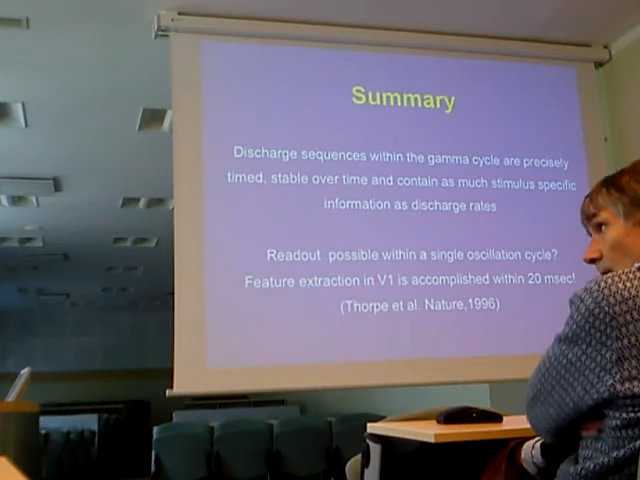 Summary
Discharge sequences within the gamma cycle are precisely
timed, stable over time and contain as much stimulus specific
information as discharge rates
Readout possible within a single oscillation cycle?
Feature extraction in V1 is accomplished within 20 msec!
(Thorpe et al. Nature,1996)